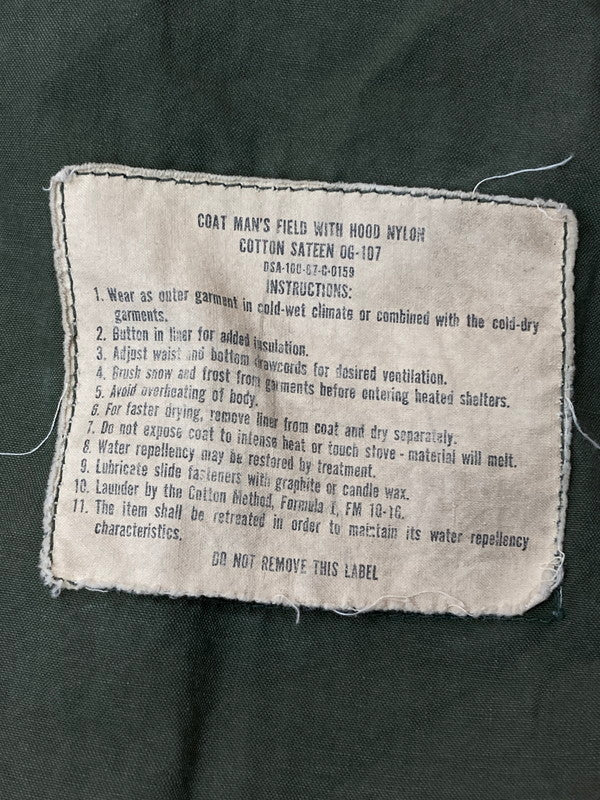 COAT MAN'S FIELD WITH HOOD NYLON
COTTON SATEEN OG-107
DSA-100-67-C-0159
INSTRUCTIONS:
1. Wear as outer garment in cold-wet climate or combined with the cold-dry
garments.
2. Button in liner for added insulation.
3. Adjust waist and bottom drawcords for desired ventilation.
4. Brush snow and frost from garments before entering heated shelters.
5. Avoid overheating of body.
6. For faster drying, remove liner from coat and dry separately.
7. Do not expose coat to intense heat or touch stove - material will melt.
8. Water repellency may be restored by treatment.
9. Lubricate slide fasteners with graphite or candle wax.
10. Launder by the Cotton Method, Formula 1, FM 10-16.
11. The item shall be retreated in order to maintain its water repellency
characteristics.
DO NOT REMOVE THIS LABEL